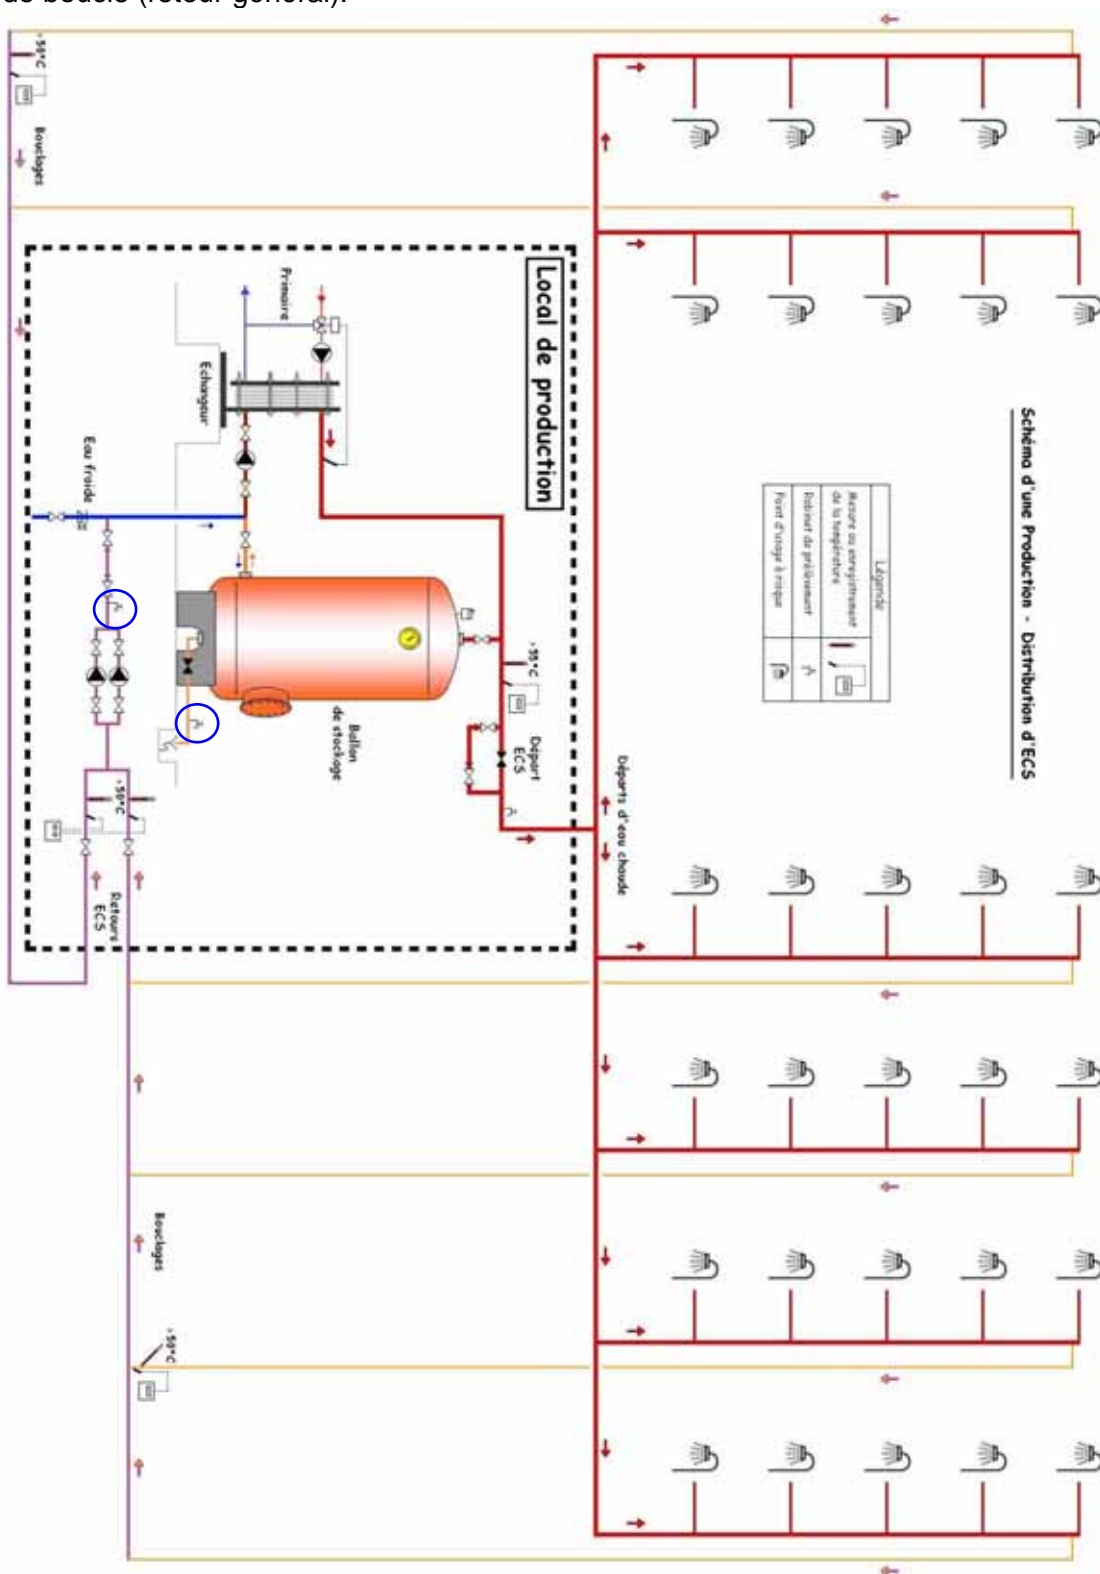 de boucle (retour général).
Schéma d'une Production - Distribution d'ECS
Légende
Mesure ou enregistrement
de la température
Robinet de prélèvement
Point d'usage à risque
Départs d'eau chaude
Local de production
Primaire
Echangeur
Eau froide
Ballon
de stockage
>55°C
Départ
ECS
>50°C
Retours
ECS
>50°C
Bouclages
Bouclages
>50°C